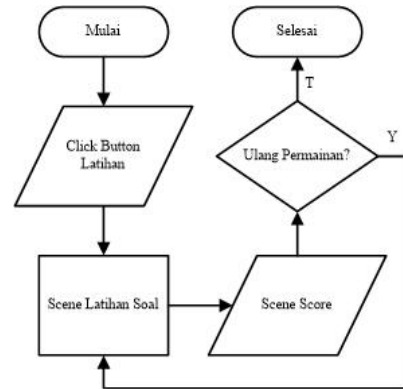 Mulai
Click Button
Latihan
Scene Latihan Soal
Scene Score
Ulang Permainan?
Y
T
Selesai